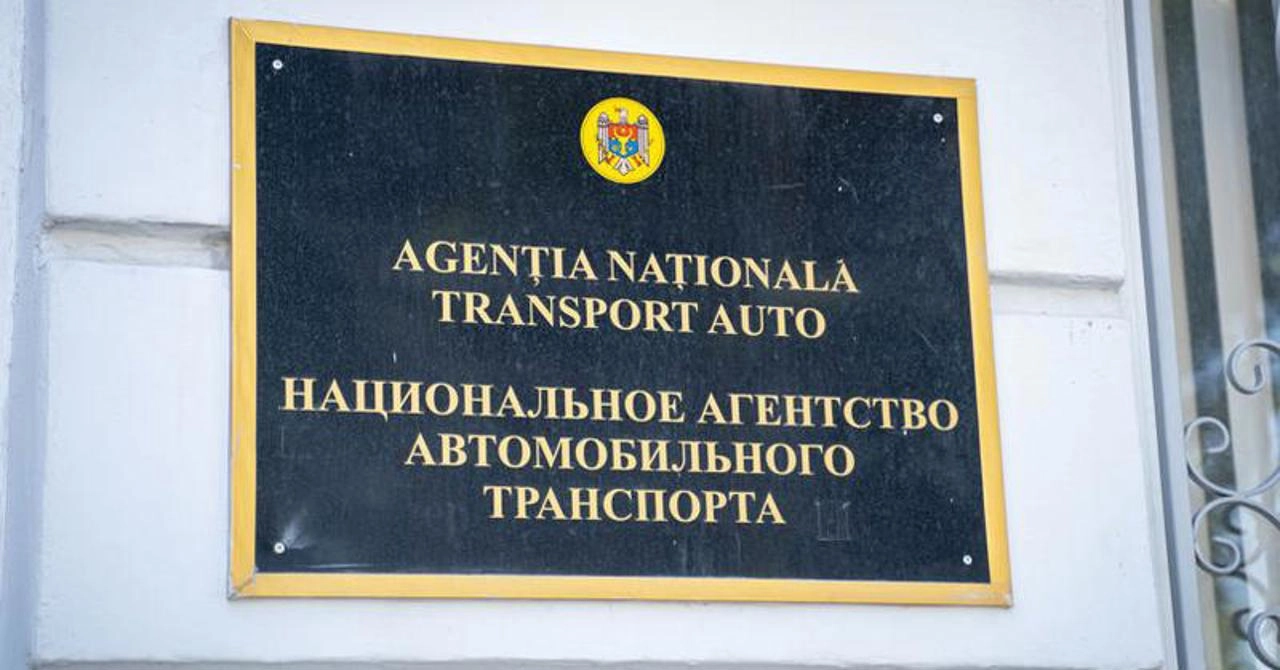 AGENȚIA NAȚIONALĂ
TRANSPORT AUTO
НАЦИОНАЛЬНОЕ АГЕНТСТВО
АВТОМОБИЛЬНОГО
ТРАНСПОРТА